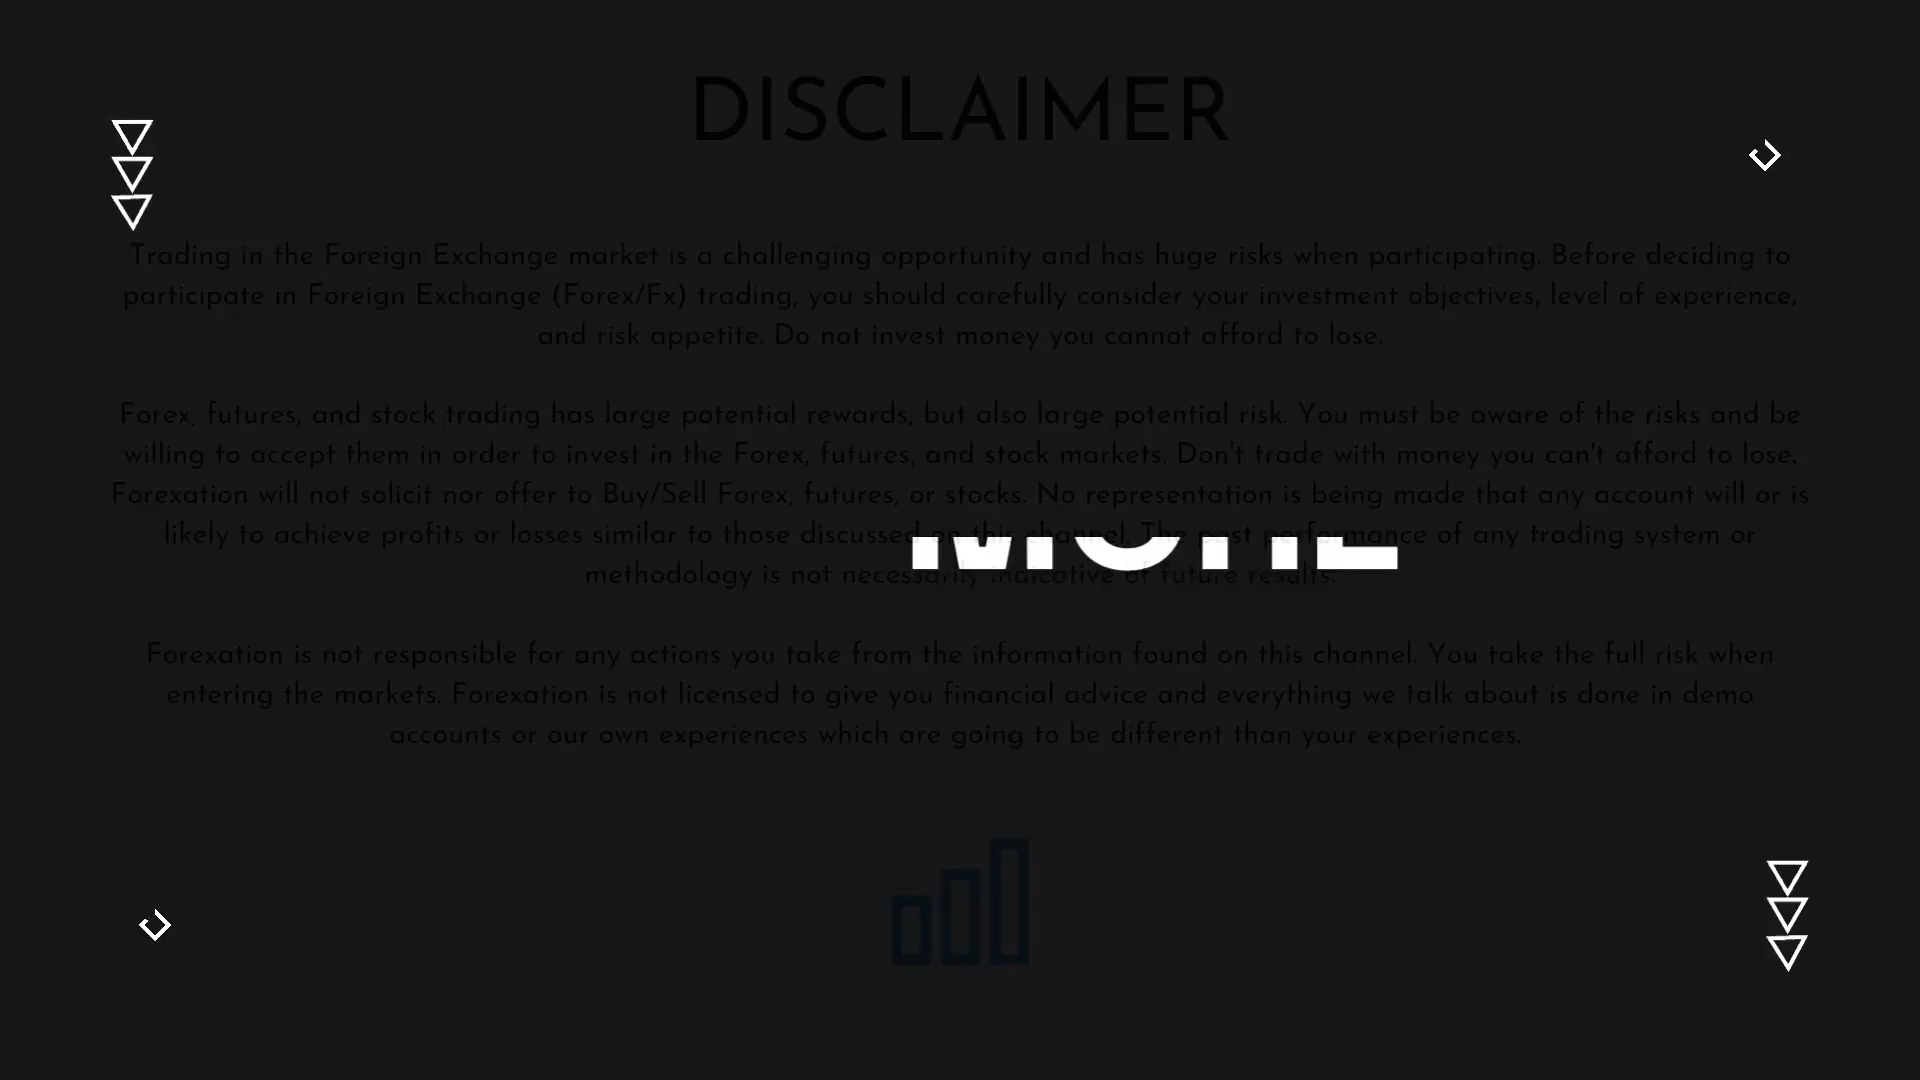 DISCLAIMER
Trading in the Foreign Exchange market is a challenging opportunity and has huge risks when participating. Before deciding to
participate in Foreign Exchange (Forex/Fx) trading, you should carefully consider your investment objectives, level of experience,
and risk appetite. Do not invest money you cannot afford to lose.
Forex, futures, and stock trading has large potential rewards, but also large potential risk. You must be aware of the risks and be
willing to accept them in order to invest in the Forex, futures, and stock markets. Don't trade with money you can't afford to lose.
Forexation will not solicit nor offer to Buy/Sell Forex, futures, or stocks. No representation is being made that any account will or is
likely to achieve profits or losses similar to those discussed on this channel. The past performance of any trading system or
methodology is not necessarily indicative of future results.
Forexation is not responsible for any actions you take from the information found on this channel. You take the full risk when
entering the markets. Forexation is not licensed to give you financial advice and everything we talk about is done in demo
accounts or our own experiences which are going to be different than your experiences.